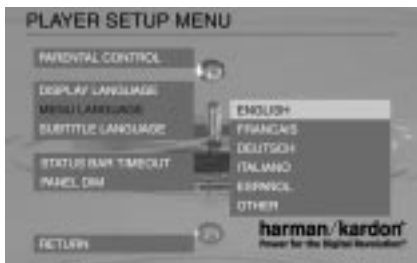 PLAYER SETUP MENU
PARENTAL CONTROL
DISPLAY LANGUAGE
MENU LANGUAGE
SUBTITLE LANGUAGE
STATUS BAR TIMEOUT
PANEL DIM
RETURN
ENGLISH
FRANCAIS
DEUTSCH
ITALIANO
ESPANOL
OTHER
harman/kardon®
Power for the Digital Revolution®